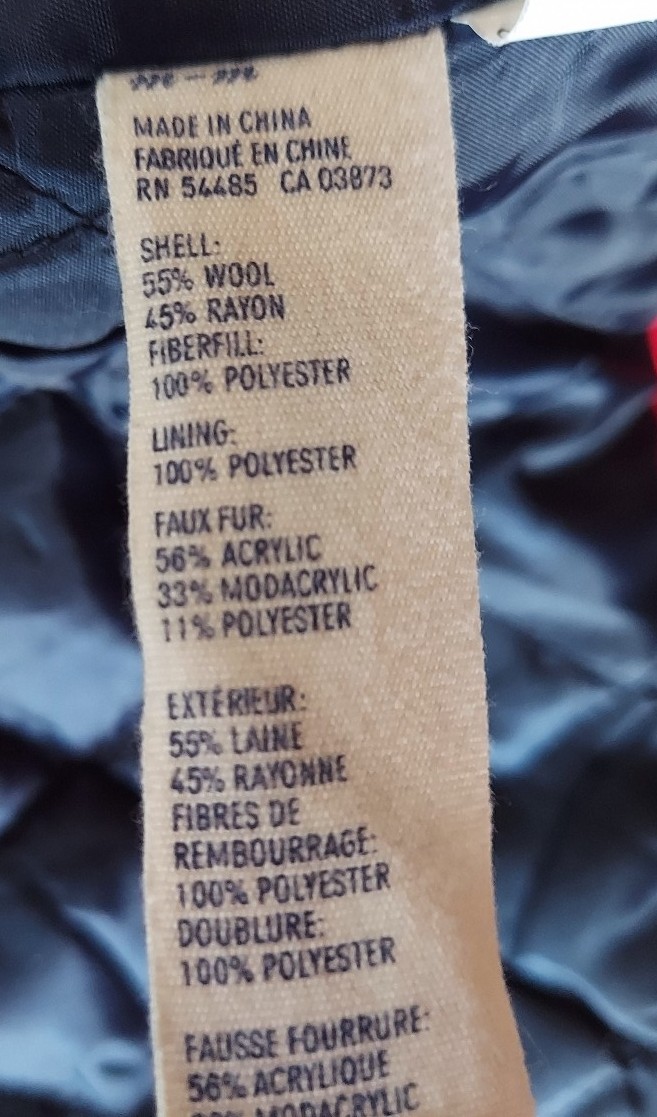 MADE IN CHINA
FABRIQUÉ EN CHINE
RN 54485 CA 03873
SHELL:
55% WOOL
45% RAYON
FIBERFILL:
100% POLYESTER
LINING:
100% POLYESTER
FAUX FUR:
56% ACRYLIC
33% MODACRYLIC
11% POLYESTER
EXTÉRIEUR:
55% LAINE
45% RAYONNE
FIBRES DE
REMBOURRAGE:
100% POLYESTER
DOUBLURE:
100% POLYESTER
FAUSSE FOURRURE:
56% ACRYLIQUE
MODACRYLIC